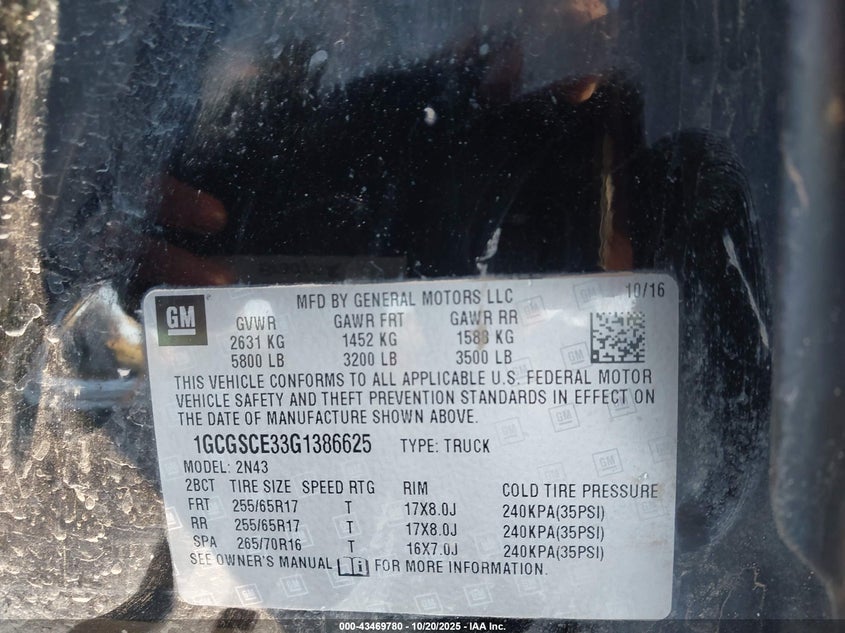 GM
MFD BY GENERAL MOTORS LLC 10/16
GVWR GAWR FRT GAWR RR
2631 KG 1452 KG 1588 KG
5800 LB 3200 LB 3500 LB
THIS VEHICLE CONFORMS TO ALL APPLICABLE U.S. FEDERAL MOTOR
VEHICLE SAFETY AND THEFT PREVENTION STANDARDS IN EFFECT ON
THE DATE OF MANUFACTURE SHOWN ABOVE.
1GCGSCE33G1386625 TYPE: TRUCK
MODEL: 2N43
2BCT TIRE SIZE SPEED RTG RIM COLD TIRE PRESSURE
FRT 255/65R17 T 17X8.0J 240KPA(35PSI)
RR 255/65R17 T 17X8.0J 240KPA(35PSI)
SPA 265/70R16 T 16X7.0J 240KPA(35PSI)
SEE OWNER'S MANUAL FOR MORE INFORMATION.
000-43469780 - 10/20/2025 - IAA Inc.